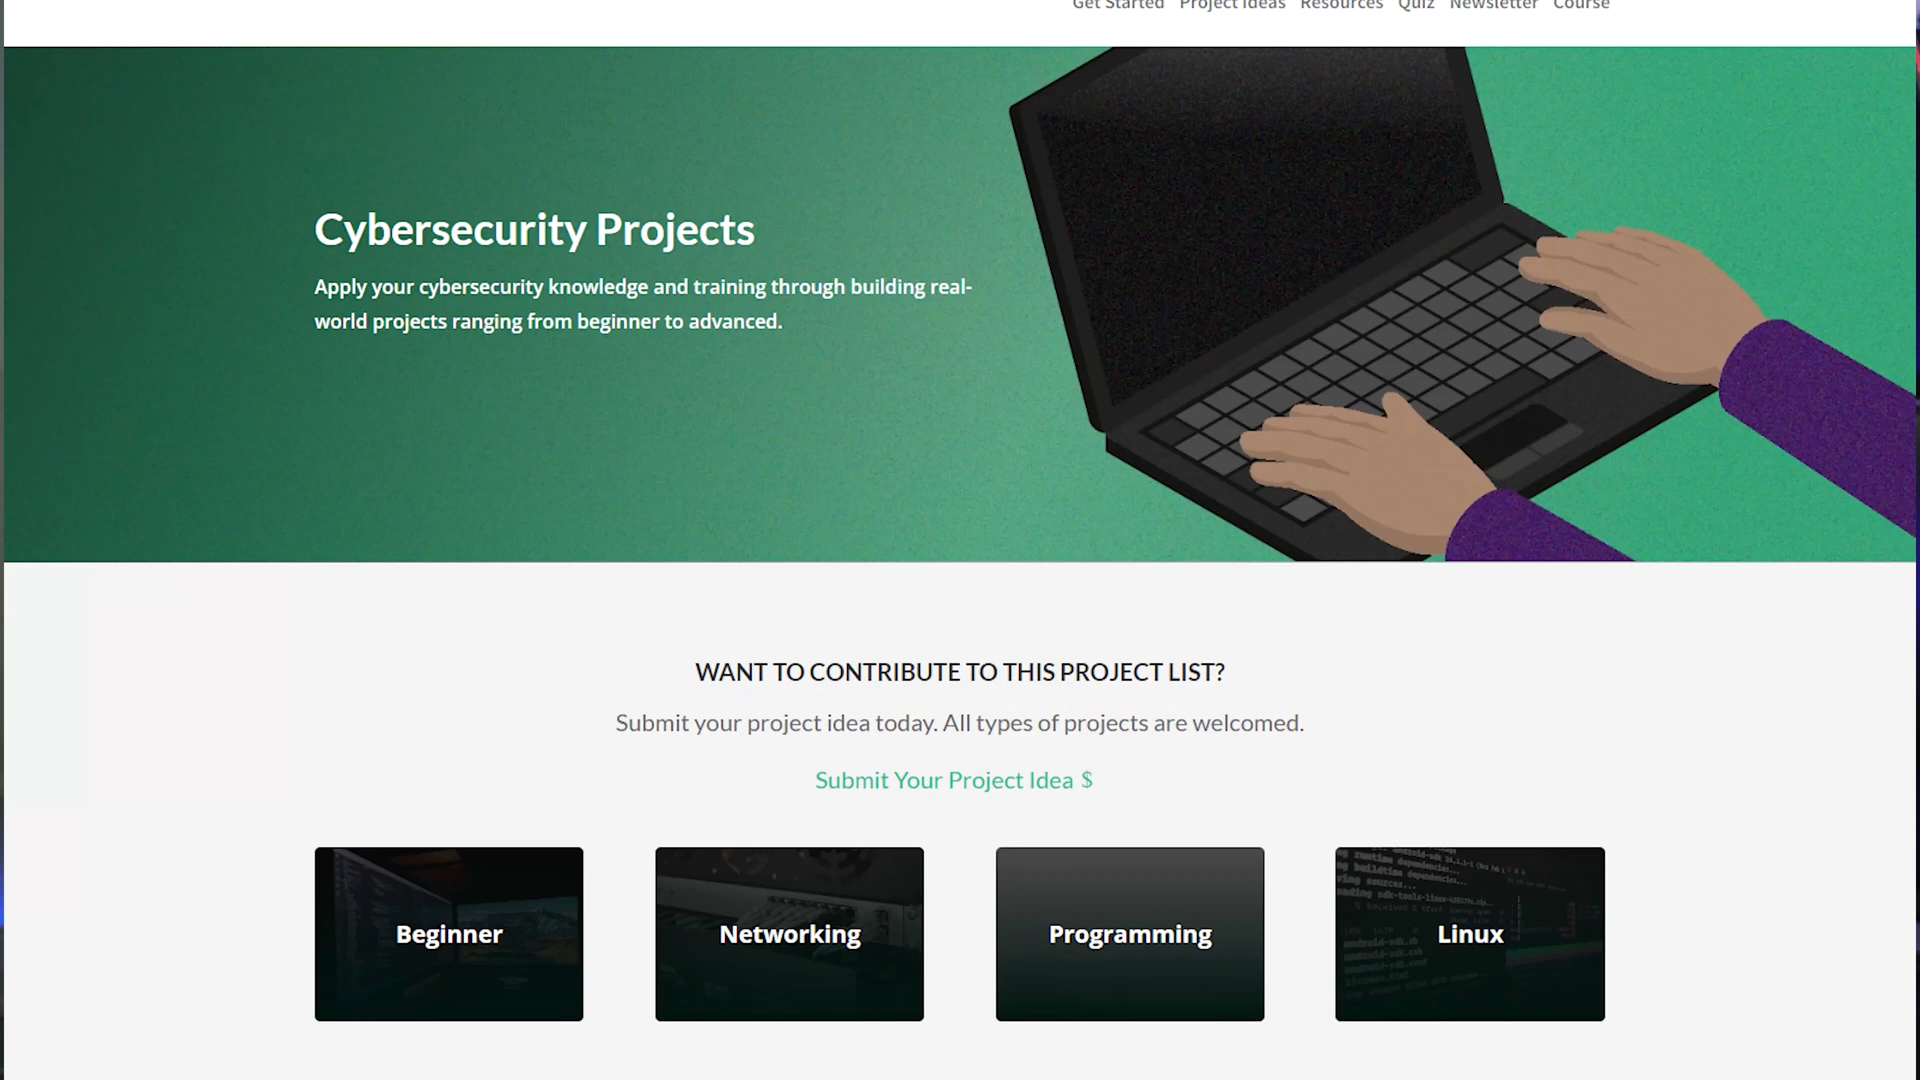 Get Started Project Ideas Resources Quiz Newsletter Course
Cybersecurity Projects
Apply your cybersecurity knowledge and training through building real-
world projects ranging from beginner to advanced.
WANT TO CONTRIBUTE TO THIS PROJECT LIST?
Submit your project idea today. All types of projects are welcomed.
Submit Your Project Idea $
Beginner
Networking
Programming
Linux